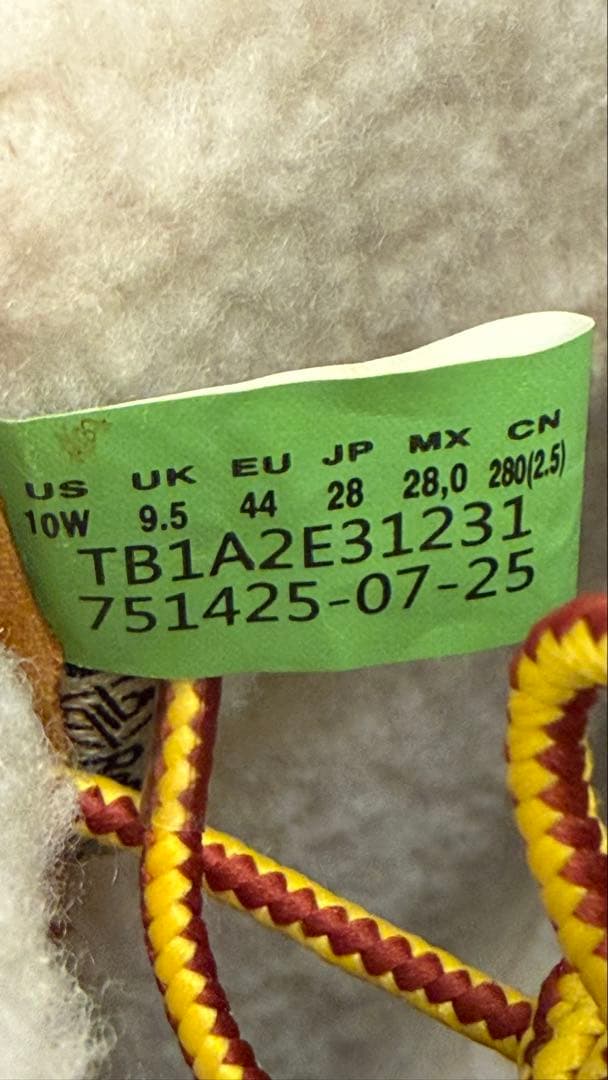 US UK EU JP MX CN
10W 9.5 44 28 28,0 280(2.5)
TB1A2E31231
751425-07-25